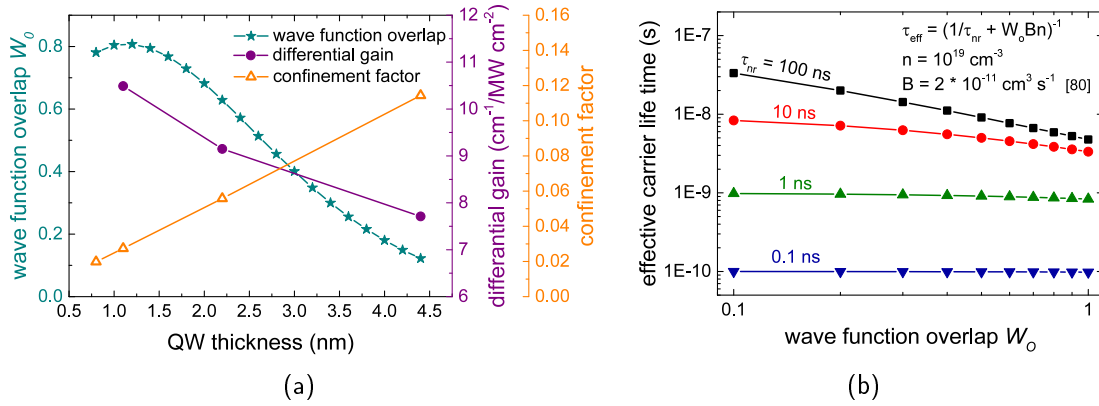 wave function overlap W₀
0.8
0.6
0.4
0.2
0.0
wave function overlap
differential gain
confinement factor
12
11
10
9
8
7
6
differantial gain (cm⁻¹/MW cm⁻²)
0.16
0.14
0.12
0.10
0.08
0.06
0.04
0.02
0.00
confinement factor
0.5 1.0 1.5 2.0 2.5 3.0 3.5 4.0 4.5
QW thickness (nm)
(a)
effective carrier life time (s)
1E-7
1E-8
1E-9
1E-10
τeff = (1/τnr + WoBn)⁻¹
n = 10¹⁹ cm⁻³
B = 2 * 10⁻¹¹ cm³ s⁻¹ [80]
τnr = 100 ns
10 ns
1 ns
0.1 ns
0.1 1
wave function overlap WO
(b)